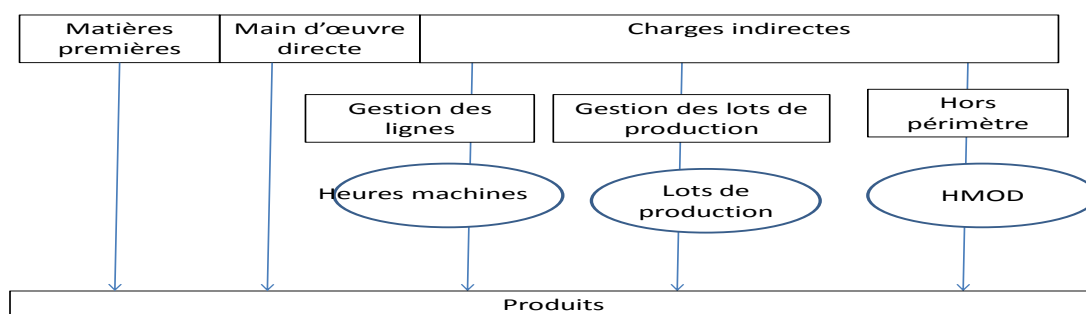 Matières
premières
Main d'œuvre
directe
Charges indirectes
Gestion des
lignes
Gestion des lots de
production
Hors
périmètre
Heures machines
Lots de
production
HMOD
Produits